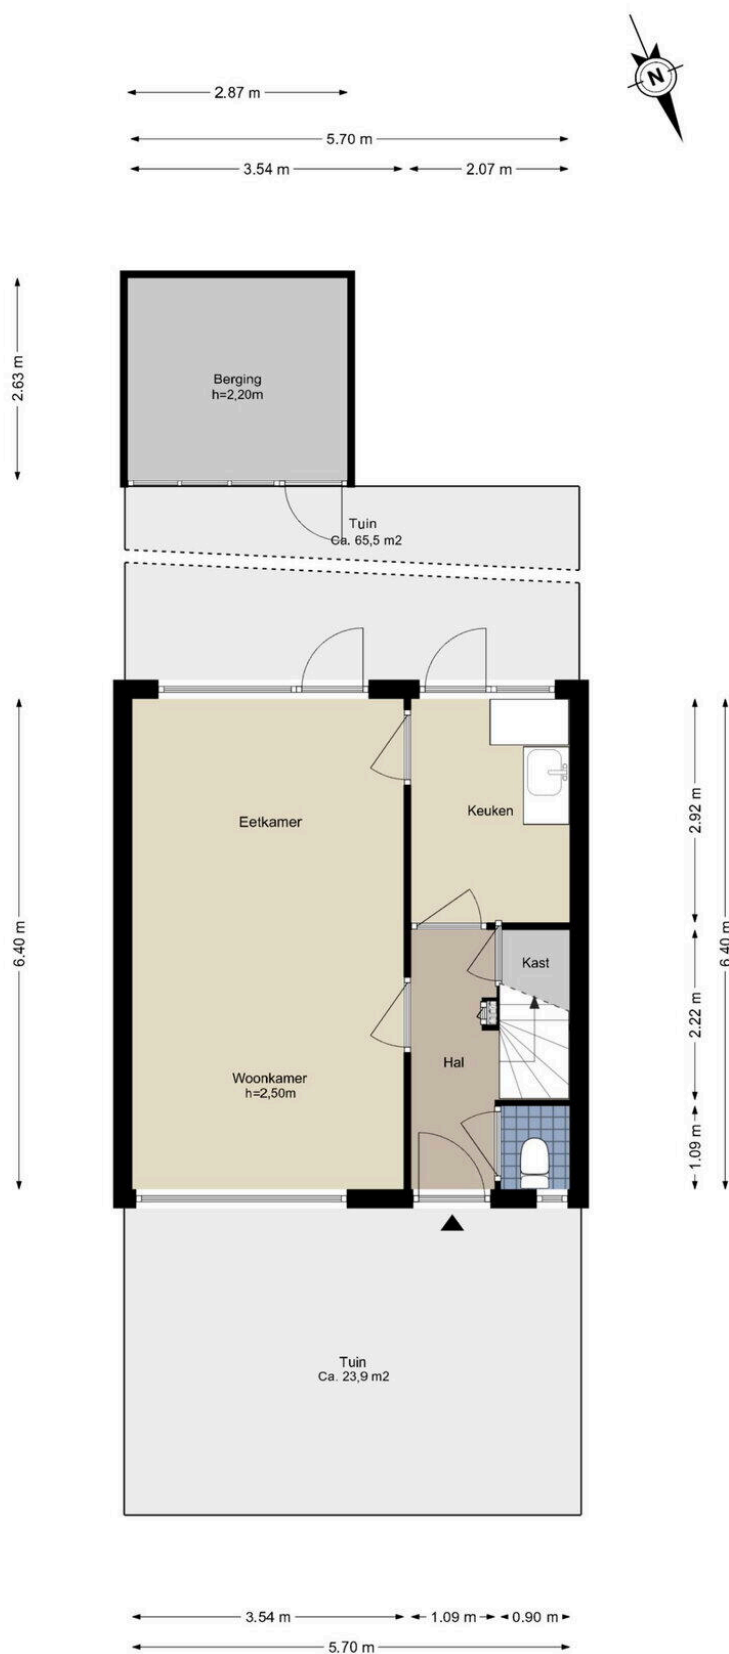 N
2.87 m
5.70 m
3.54 m
2.07 m
2.63 m
Berging
h=2,20m
Tuin
Ca. 65,5 m2
6.40 m
Eetkamer
Keuken
2.92 m
6.40 m
Kast
2.22 m
Woonkamer
h=2,50m
Hal
1.09 m
Tuin
Ca. 23,9 m2
3.54 m
1.09 m
0.90 m
5.70 m